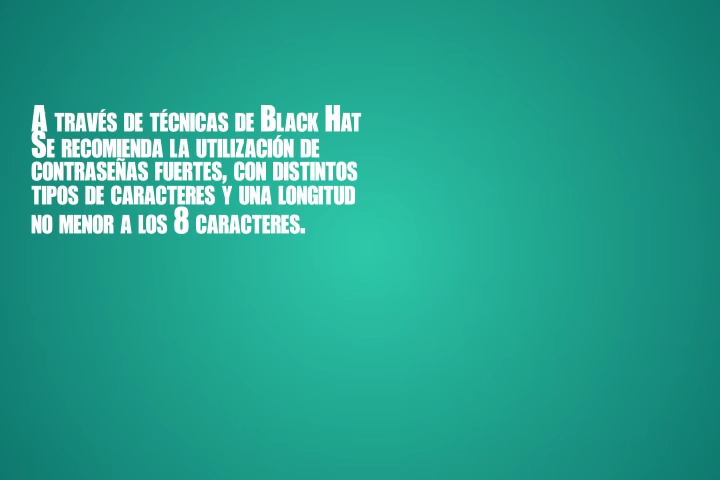 A través de técnicas de Black Hat
Se recomienda la utilización de
contraseñas fuertes, con distintos
tipos de caracteres y una longitud
no menor a los 8 caracteres.